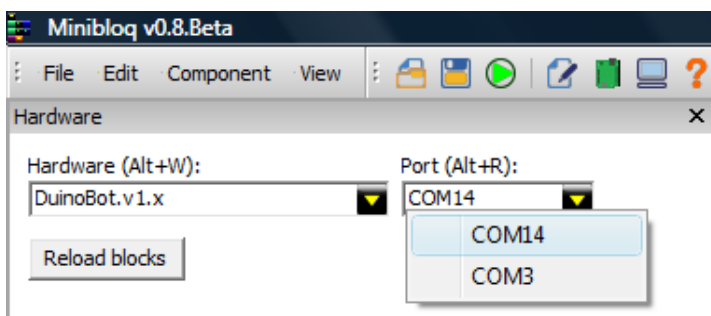 Minibloq v0.8.Beta
File Edit Component View
Hardware
Hardware (Alt+W): Port (Alt+R):
DuinoBot.v1.x COM14
COM14
Reload blocks
COM3